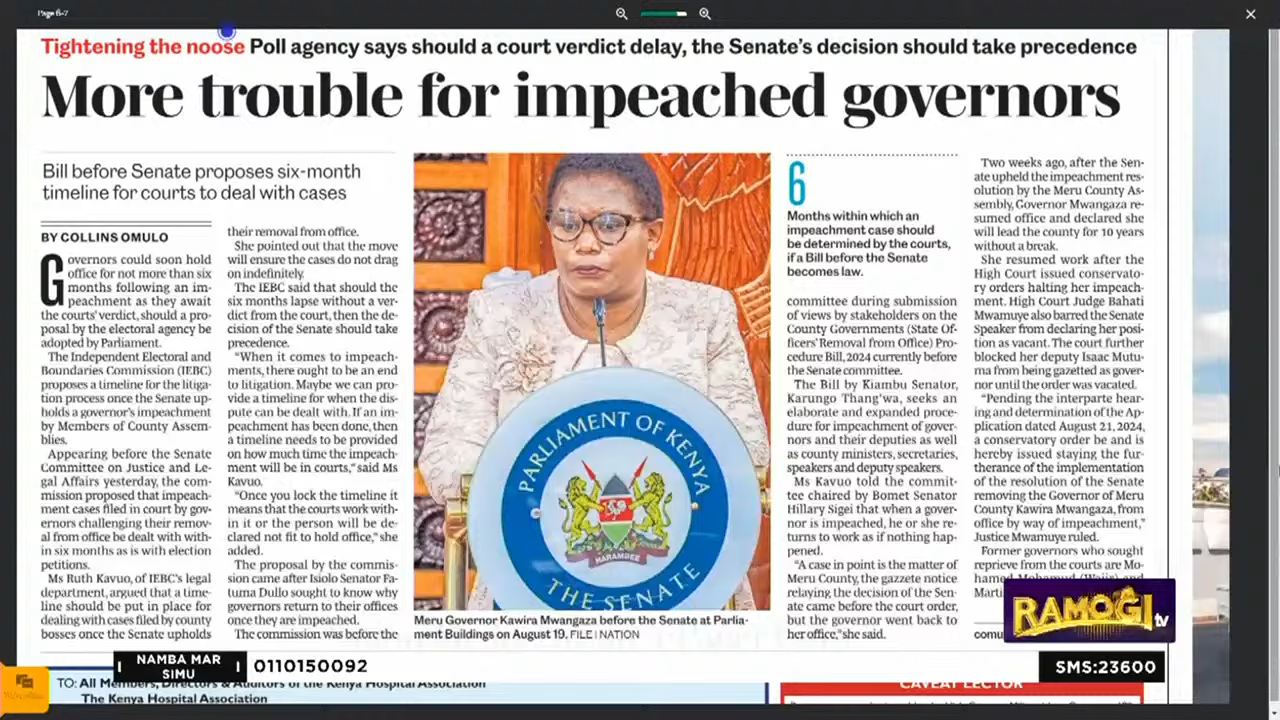 Page 6-7
Tightening the noose Poll agency says should a court verdict delay, the Senate's decision should take precedence
More trouble for impeached governors
Bill before Senate proposes six-month
timeline for courts to deal with cases
BY COLLINS OMULO
Governors could soon hold
office for not more than six
months following an im-
peachment as they await
the courts' verdict, should a pro-
posal by the electoral agency be
adopted by Parliament.
The Independent Electoral and
Boundaries Commission (IEBC)
proposes a timeline for the litiga-
tion process once the Senate up-
holds a governor's impeachment
by Members of County Assem-
blies.
Appearing before the Senate
Committee on Justice and Le-
gal Affairs yesterday, the com-
mission proposed that impeach-
ment cases filed in court by gov-
ernors challenging their remov-
al from office be dealt with with-
in six months as is with election
petitions.
Ms Ruth Kavuo, of IEBC's legal
department, argued that a time-
line should be put in place for
dealing with cases filed by county
bosses once the Senate upholds
their removal from office.
She pointed out that the move
will ensure the cases do not drag
on indefinitely.
The IEBC said that should the
six months lapse without a ver-
dict from the court, then the de-
cision of the Senate should take
precedence.
"When it comes to impeach-
ments, there ought to be an end
to litigation. Maybe we can pro-
vide a timeline for when the dis-
pute can be dealt with. If an im-
peachment has been done, then
a timeline needs to be provided
on how much time the impeach-
ment will be in courts," said Ms
Kavuo.
"Once you lock the timeline it
means that the courts work with-
in it or the person will be de-
clared not fit to hold office," she
added.
The proposal by the commis-
sion came after Isiolo Senator Fa-
tuma Dullo sought to know why
governors return to their offices
once they are impeached.
The commission was before the
PARLIAMENT OF KENYA
HARAMBEE
THE SENATE
Meru Governor Kawira Mwangaza before the Senate at Parlia-
ment Buildings on August 19. FILE | NATION
6
Months within which an
impeachment case should
be determined by the courts,
if a Bill before the Senate
becomes law.
committee during submission
of views by stakeholders on the
County Governments (State Of-
ficers' Removal from Office) Pro-
cedure Bill, 2024 currently before
the Senate committee.
The Bill by Kiambu Senator,
Karungo Thang'wa, seeks an
elaborate and expanded proce-
dure for impeachment of gover-
nors and their deputies as well
as county ministers, secretaries,
speakers and deputy speakers.
Ms Kavuo told the commit-
tee chaired by Bomet Senator
Hillary Sigei that when a gover-
nor is impeached, he or she re-
turns to work as if nothing hap-
pened.
"A case in point is the matter of
Meru County, the gazzete notice
relaying the decision of the Sen-
ate came before the court order,
but the governor went back to
her office," she said.
Two weeks ago, after the Sen-
ate upheld the impeachment res-
olution by the Meru County As-
sembly, Governor Mwangaza re-
sumed office and declared she
will lead the county for 10 years
without a break.
She resumed work after the
High Court issued conservato-
ry orders halting her impeach-
ment. High Court Judge Bahati
Mwamuye also barred the Senate
Speaker from declaring her posi-
tion as vacant. The court further
blocked her deputy Isaac Mutu-
ma from being gazetted as gover-
nor until the order was vacated.
"Pending the interparte hear-
ing and determination of the Ap-
plication dated August 21, 2024,
a conservatory order be and is
hereby issued staying the fur-
therance of the implementation
of the resolution of the Senate
removing the Governor of Meru
County Kawira Mwangaza, from
office by way of impeachment,"
Justice Mwamuye ruled.
Former governors who sought
reprieve from the courts are Mo-
hamed Mohamud (Wajir) and
RAMOGI tv
NAMBA MAR
SIMU
0110150092
SMS:23600
TO: All Members, Directors & Auditors of the Kenya Hospital Association
The Kenya Hospital Association
CAVEAT LECTOR